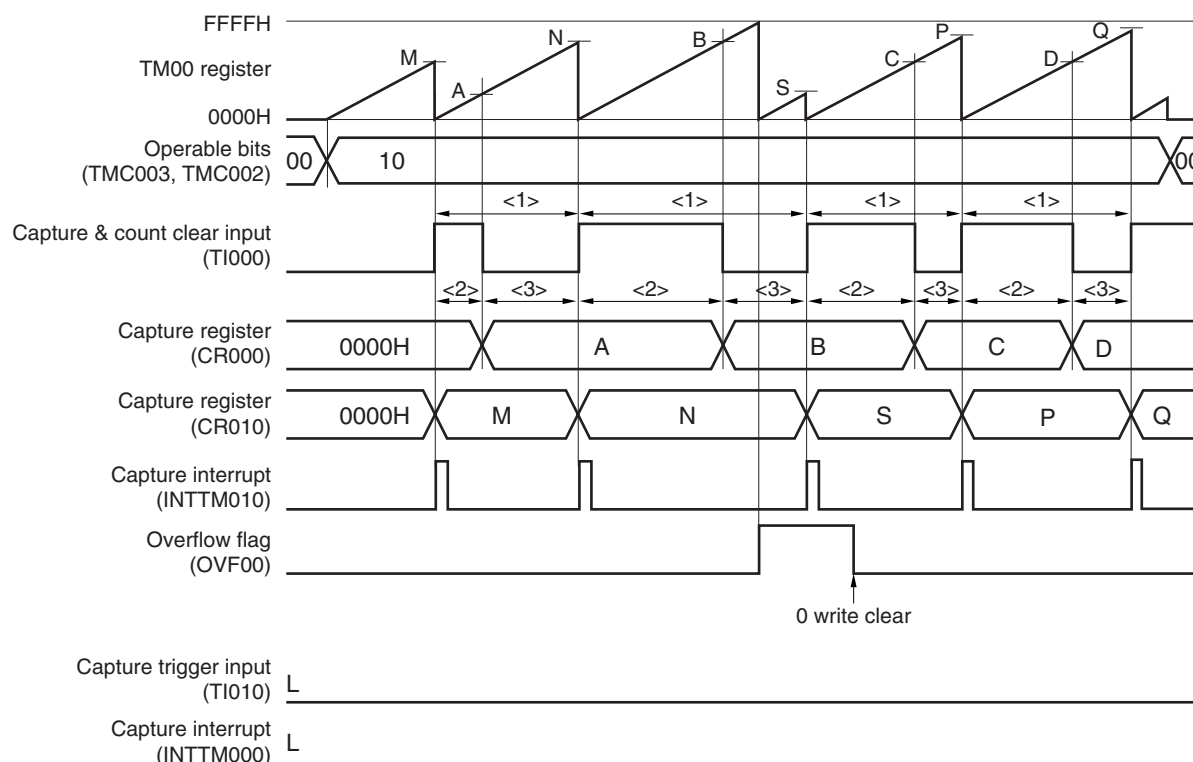 FFFFH
TM00 register
0000H
M
A
N
B
S
C
P
D
Q
Operable bits
(TMC003, TMC002)
00
10
00
<1>
<1>
<1>
<1>
Capture & count clear input
(TI000)
<2>
<3>
<2>
<3>
<2>
<3>
<2>
<3>
Capture register
(CR000)
0000H
A
B
C
D
Capture register
(CR010)
0000H
M
N
S
P
Q
Capture interrupt
(INTTM010)
Overflow flag
(OVF00)
0 write clear
Capture trigger input
(TI010)
L
Capture interrupt
(INTTM000)
L